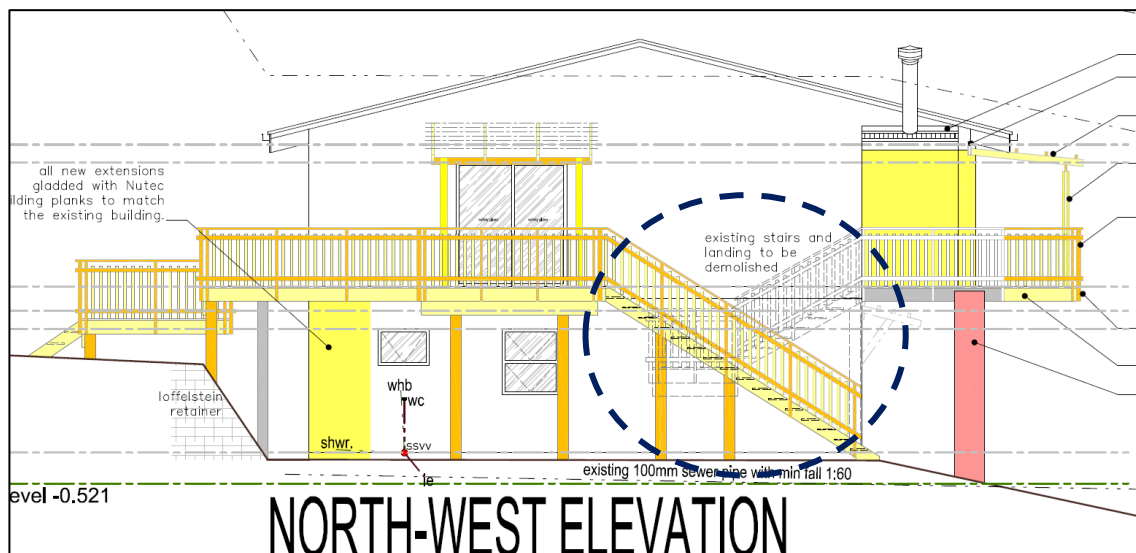 all new extensions
gladded with Nutec
ilding planks to match
the existing building.
existing stairs and
landing to be
demolished
loffelstein
retainer
whb
wc
shwr.
ssvv
Ie
existing 100mm sewer pipe with min fall 1:60
evel -0.521
NORTH-WEST ELEVATION